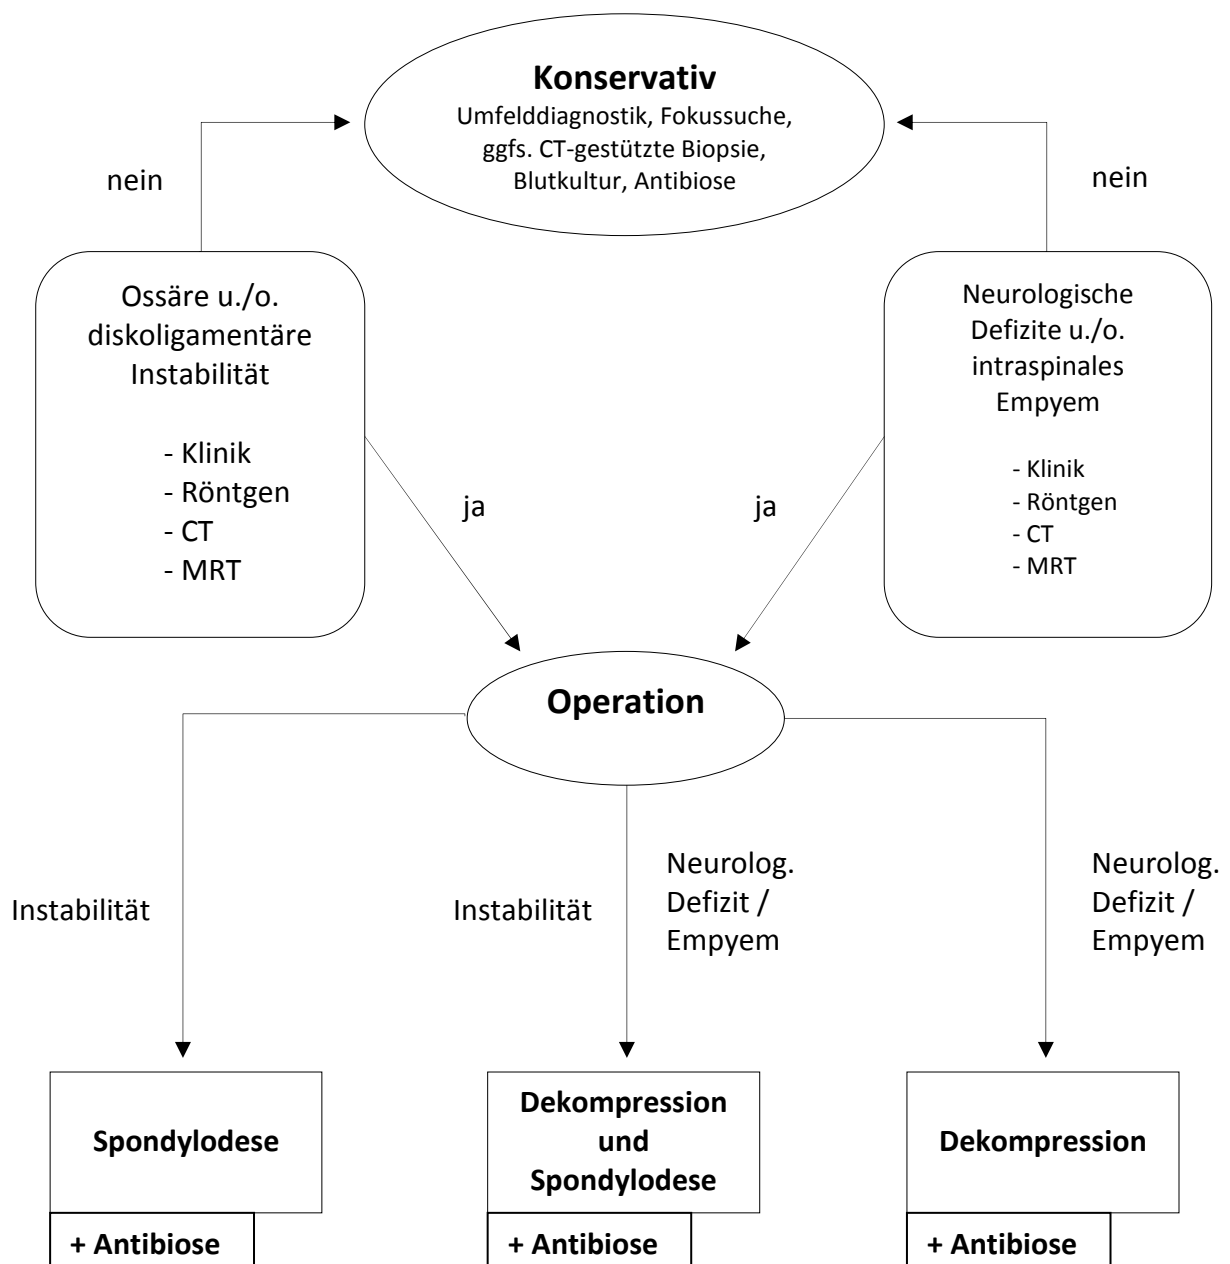 Konservativ
Umfelddiagnostik, Fokussuche,
ggfs. CT-gestützte Biopsie,
Blutkultur, Antibiose
nein
nein
Ossäre u./o.
diskoligamentäre
Instabilität
- Klinik
- Röntgen
- CT
- MRT
Neurologische
Defizite u./o.
intraspinales
Empyem
- Klinik
- Röntgen
- CT
- MRT
ja
ja
Operation
Instabilität
Instabilität
Neurolog.
Defizit /
Empyem
Neurolog.
Defizit /
Empyem
Spondylodese
+ Antibiose
Dekompression
und
Spondylodese
+ Antibiose
Dekompression
+ Antibiose